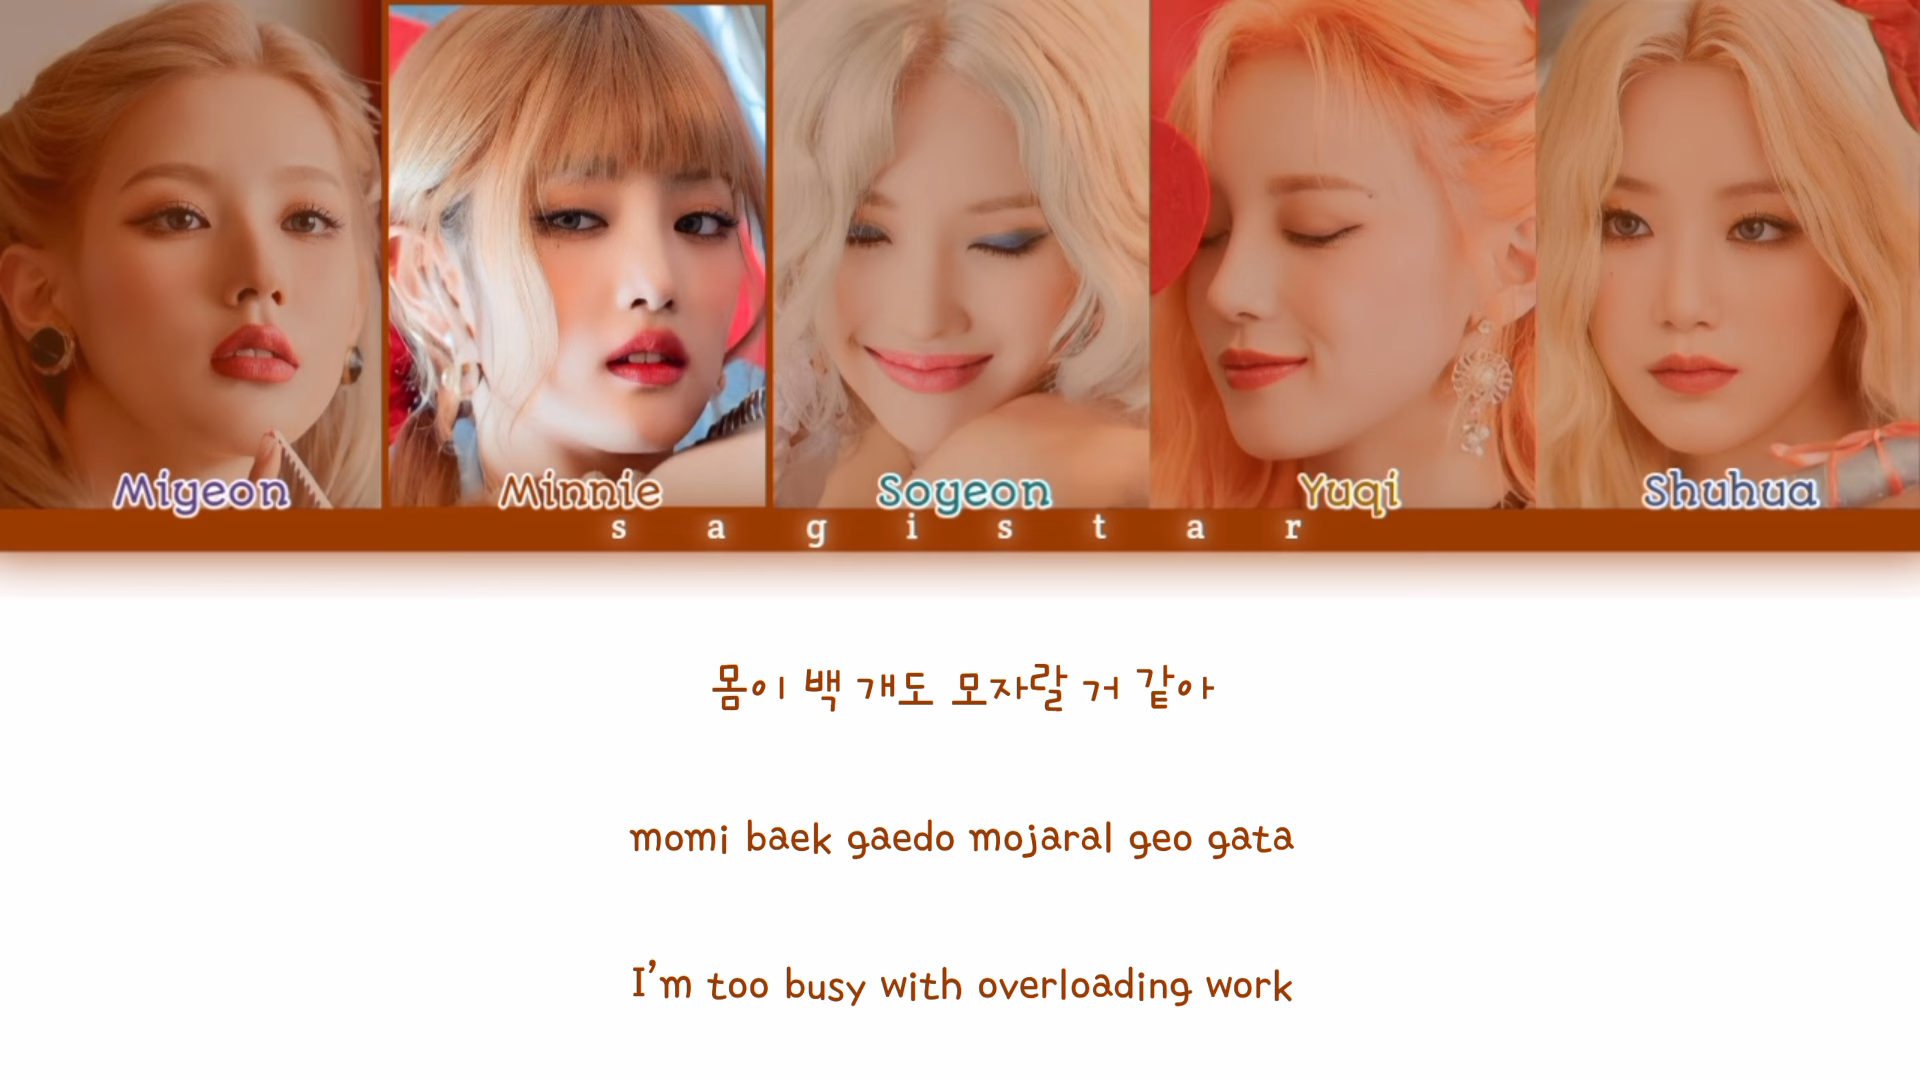 Miyeon Minnie Soyeon Yuqi Shuhua
s a g i s t a r
몸이 백 개도 모자랄 거 같아
momi baek gaedo mojaral geo gata
I'm too busy with overloading work